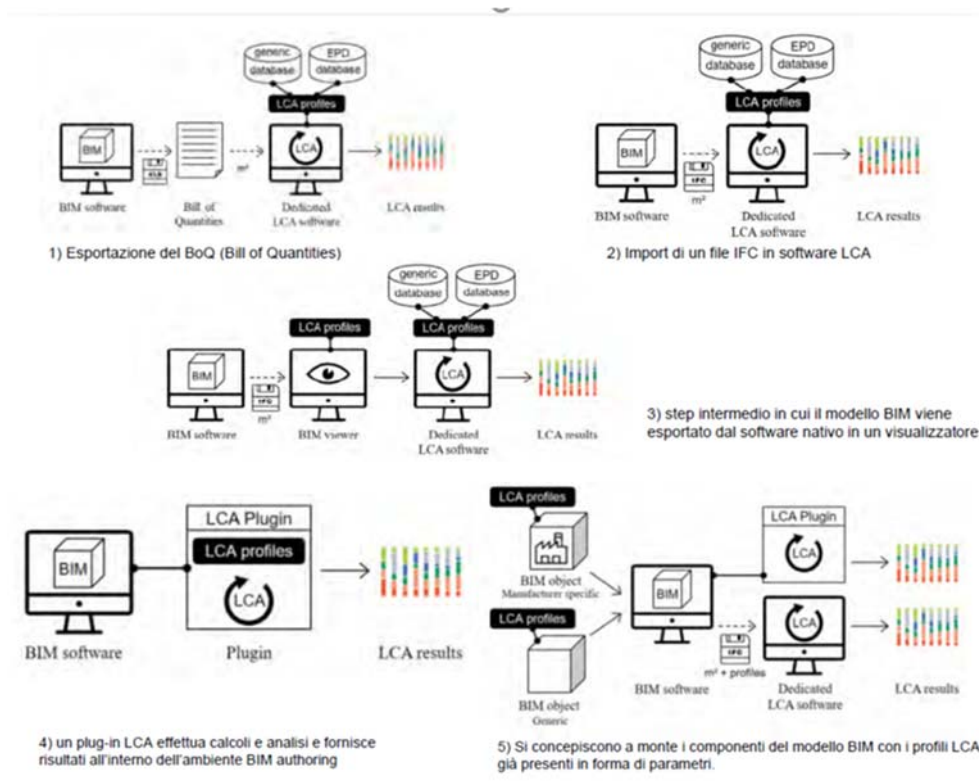 generic
database
EPD
database
LCA profiles
BIM
LCA
XLS
m²
BIM software
Bill of
Quantities
Dedicated
LCA software
LCA results
1) Esportazione del BoQ (Bill of Quantities)
generic
database
EPD
database
LCA profiles
BIM
LCA
IFC
m²
BIM software
Dedicated
LCA software
LCA results
2) Import di un file IFC in software LCA
generic
database
EPD
database
LCA profiles
LCA profiles
BIM
LCA
IFC
m²
BIM software
BIM viewer
Dedicated
LCA software
LCA results
3) step intermedio in cui il modello BIM viene
esportato dal software nativo in un visualizzatore
LCA Plugin
LCA profiles
BIM
LCA
BIM software
Plugin
LCA results
4) un plug-in LCA effettua calcoli e analisi e fornisce
risultati all'interno dell'ambiente BIM authoring
LCA profiles
BIM object
Manufacturer specific
LCA profiles
BIM object
Generic
BIM
BIM software
LCA Plugin
LCA
IFC
m² + profiles
LCA
Dedicated
LCA software
LCA results
5) Si concepiscono a monte i componenti del modello BIM con i profili LCA
già presenti in forma di parametri.